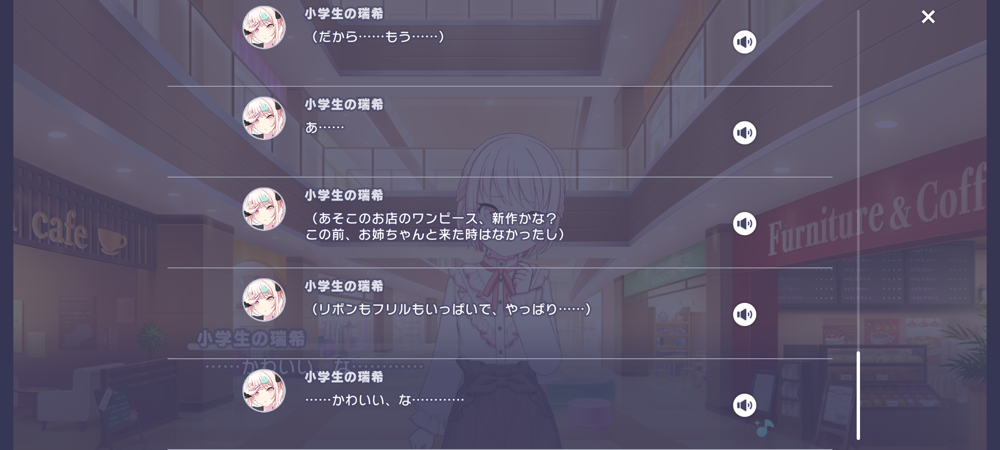 小学生の瑞希
（だから……もう……）
小学生の瑞希
あ……
小学生の瑞希
（あそこのお店のワンピース、新作かな？
この前、お姉ちゃんと来た時はなかったし）
小学生の瑞希
（リボンもフリルもいっぱいで、やっぱり……）
小学生の瑞希
……かわいい、な…………
cafe
Furniture & Coff
小学生の瑞希
……かわいい、な…………